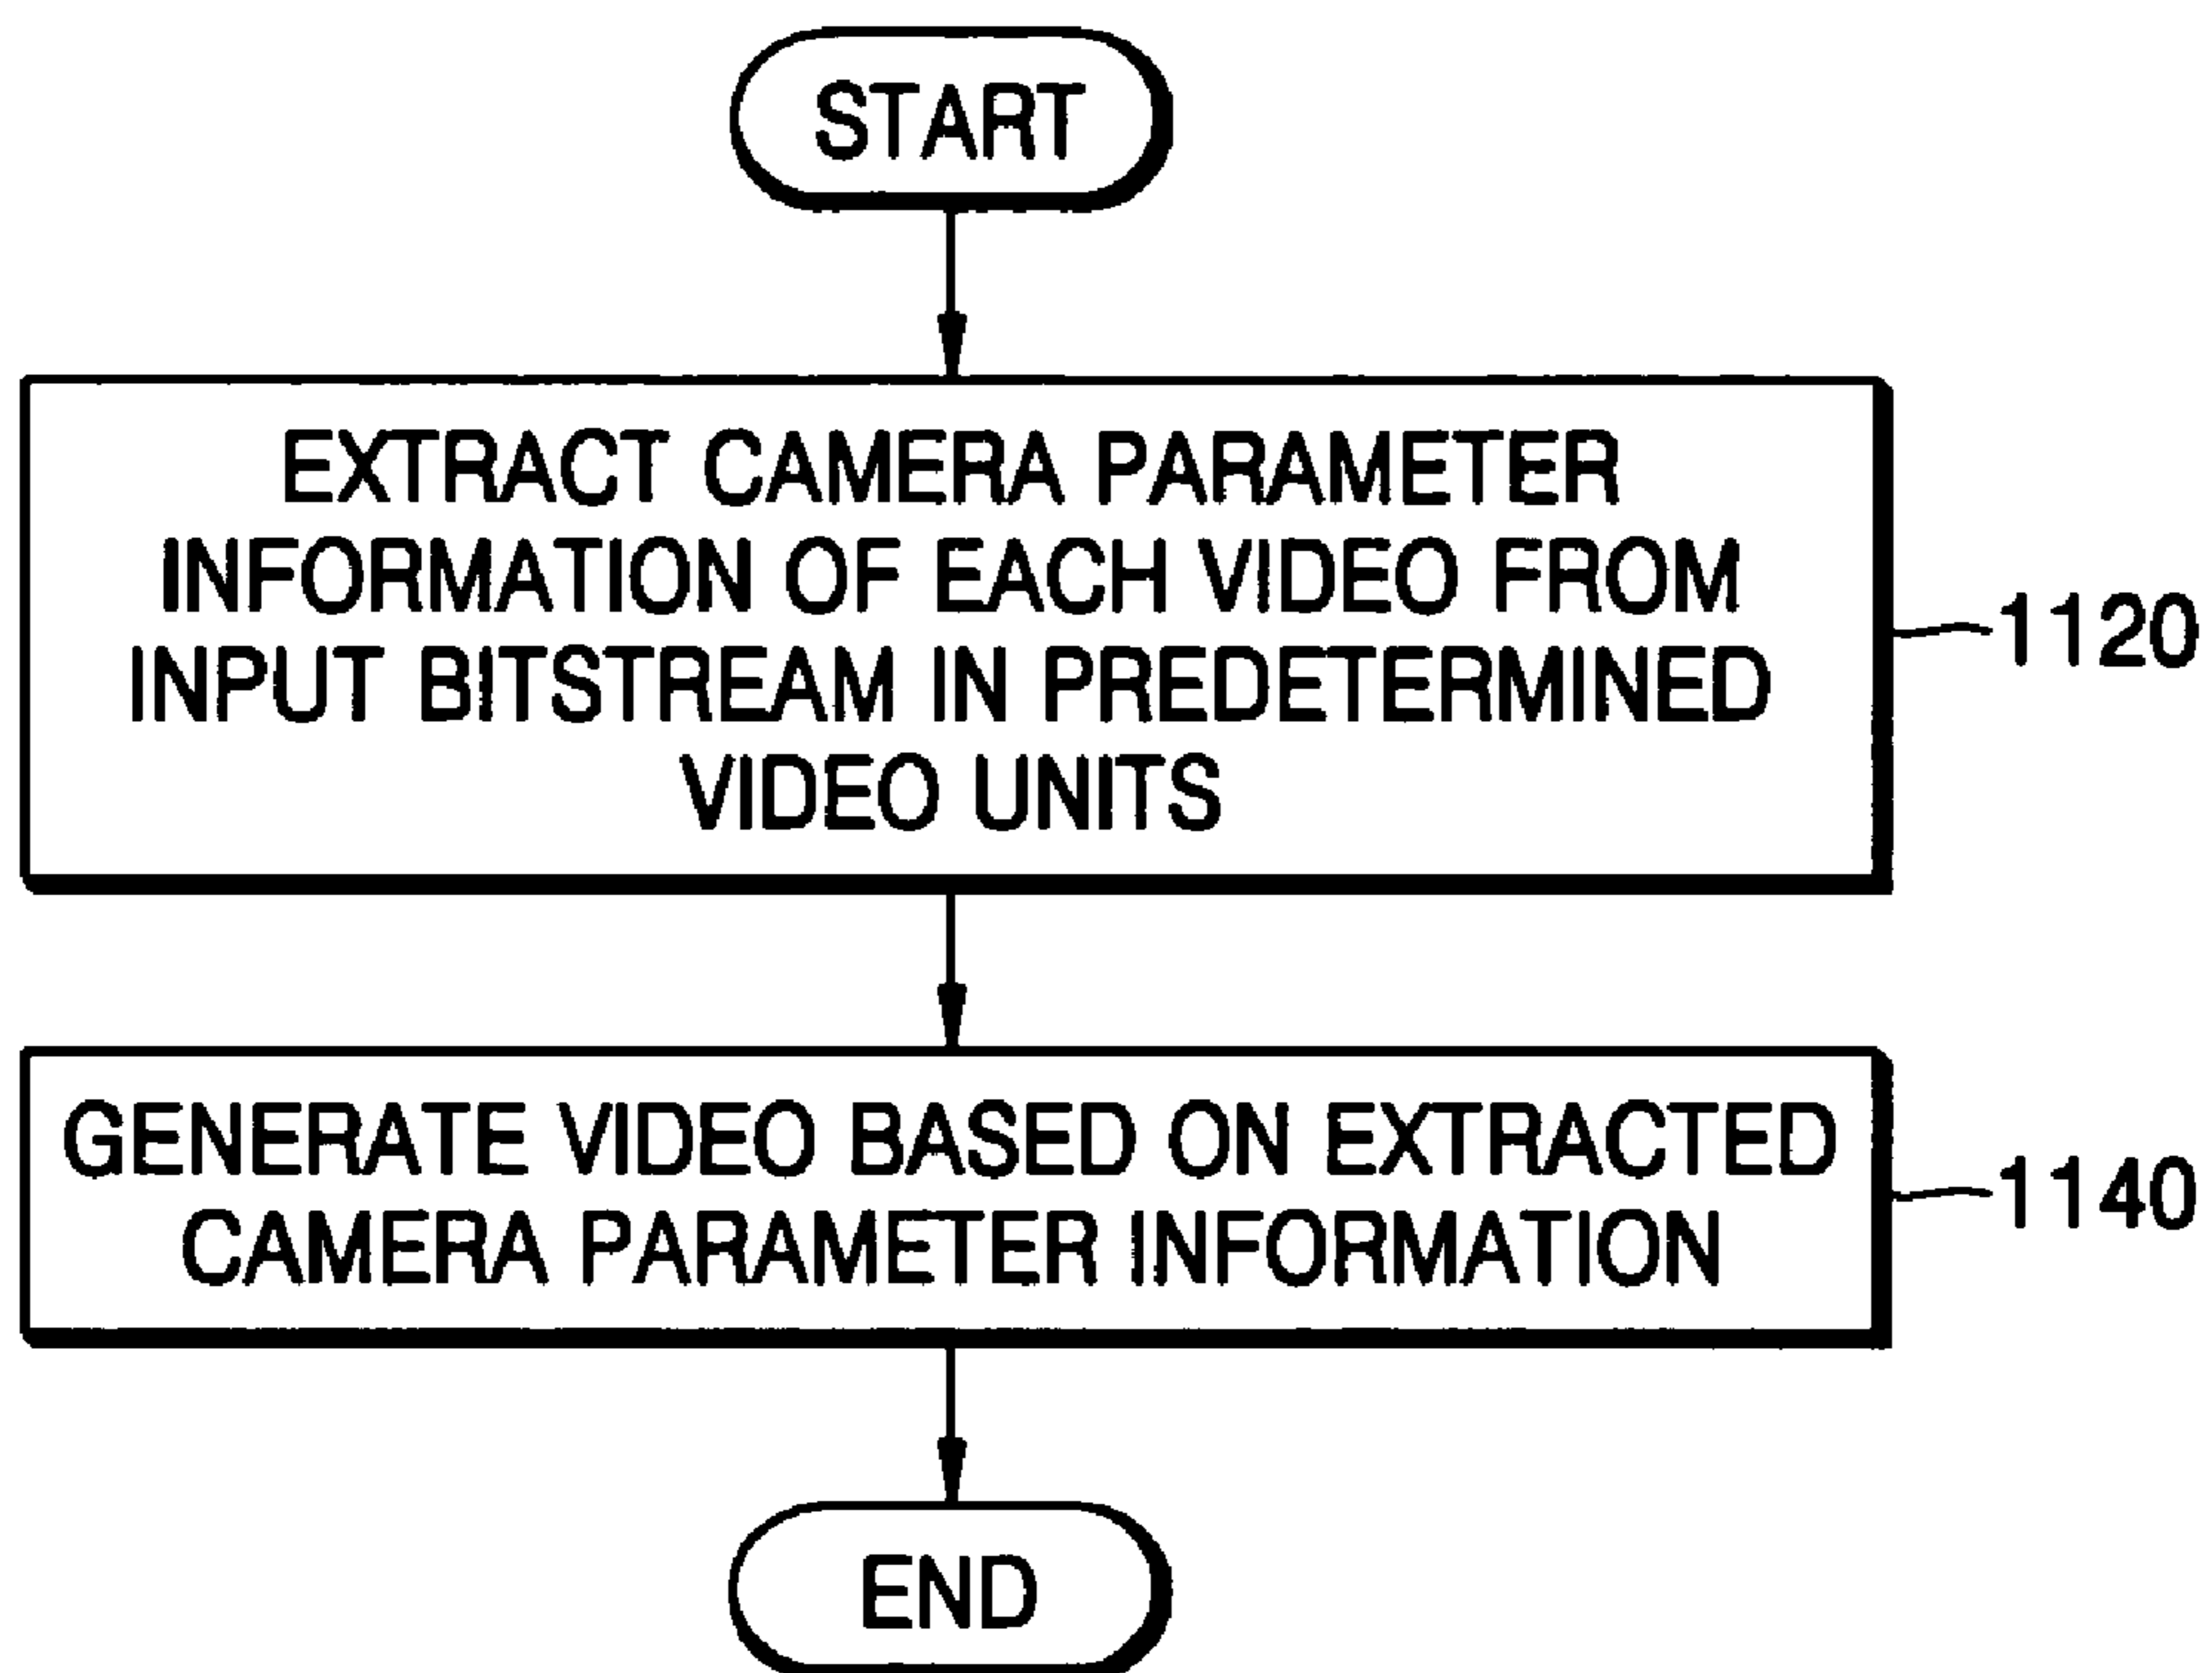 START
EXTRACT CAMERA PARAMETER
INFORMATION OF EACH VIDEO FROM
INPUT BITSTREAM IN PREDETERMINED
VIDEO UNITS
1120
GENERATE VIDEO BASED ON EXTRACTED
CAMERA PARAMETER INFORMATION
1140
END